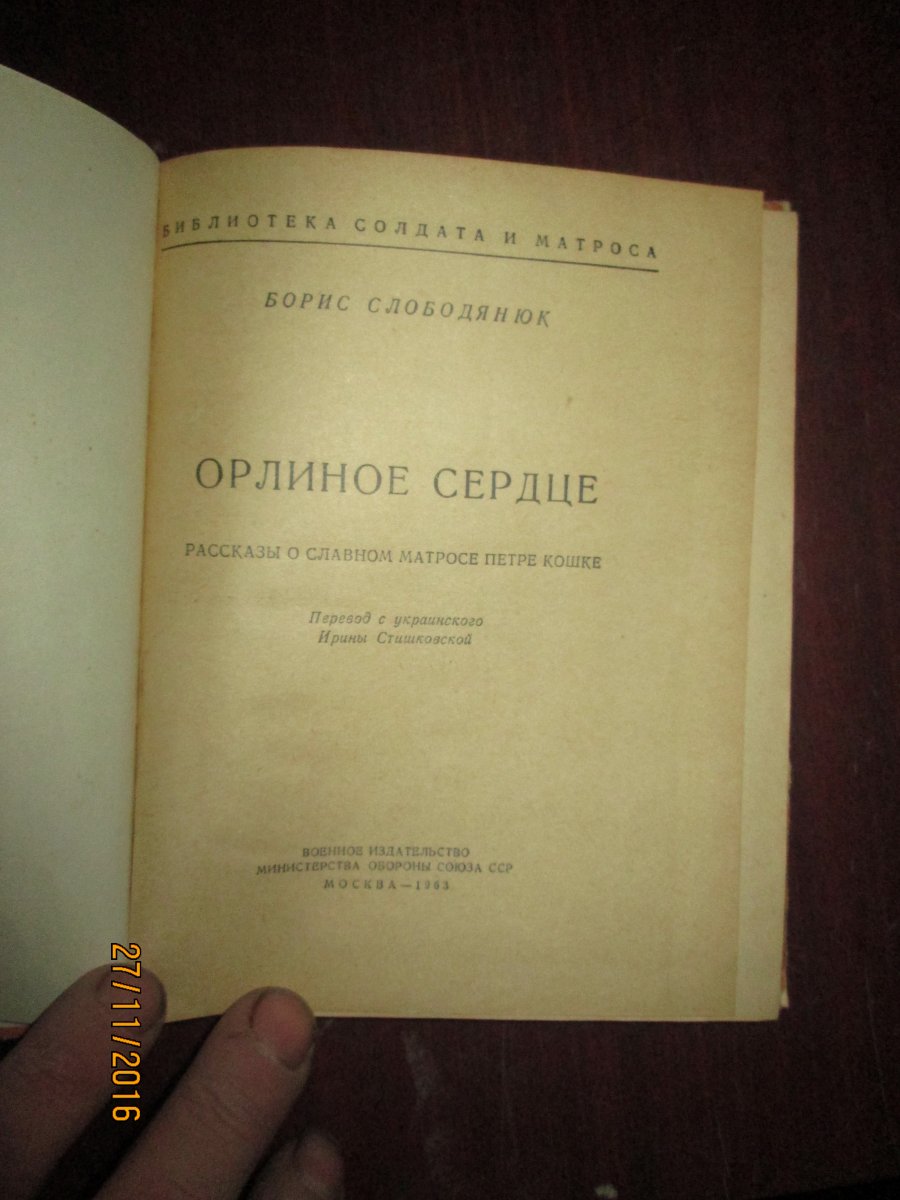 БИБЛИОТЕКА СОЛДАТА И МАТРОСА
БОРИС СЛОБОДЯНЮК
ОРЛИНОЕ СЕРДЦЕ
РАССКАЗЫ О СЛАВНОМ МАТРОСЕ ПЕТРЕ КОШКЕ
Перевод с украинского
Ирины Стишковской
ВОЕННОЕ ИЗДАТЕЛЬСТВО
МИНИСТЕРСТВА ОБОРОНЫ СОЮЗА ССР
МОСКВА — 1963
27/11/2016